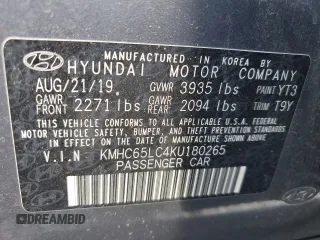 MANUFACTURED IN KOREA BY
HYUNDAI MOTOR COMPANY
AUG/21/19 GVWR 3935 lbs PAINT YT3
GAWR FRONT 2271 lbs GAWR REAR 2094 lbs TRIM T9Y
THIS VEHICLE CONFORMS TO ALL APPLICABLE U.S.A. FEDERAL
MOTOR VEHICLE SAFETY, BUMPER, AND THEFT PREVENTION
STANDARDS IN EFFECT ON THE DATE OF MANUFACTURE
SHOWN ABOVE.
V.I.N KMHC65LC4KU180265
PASSENGER CAR
DREAMBID